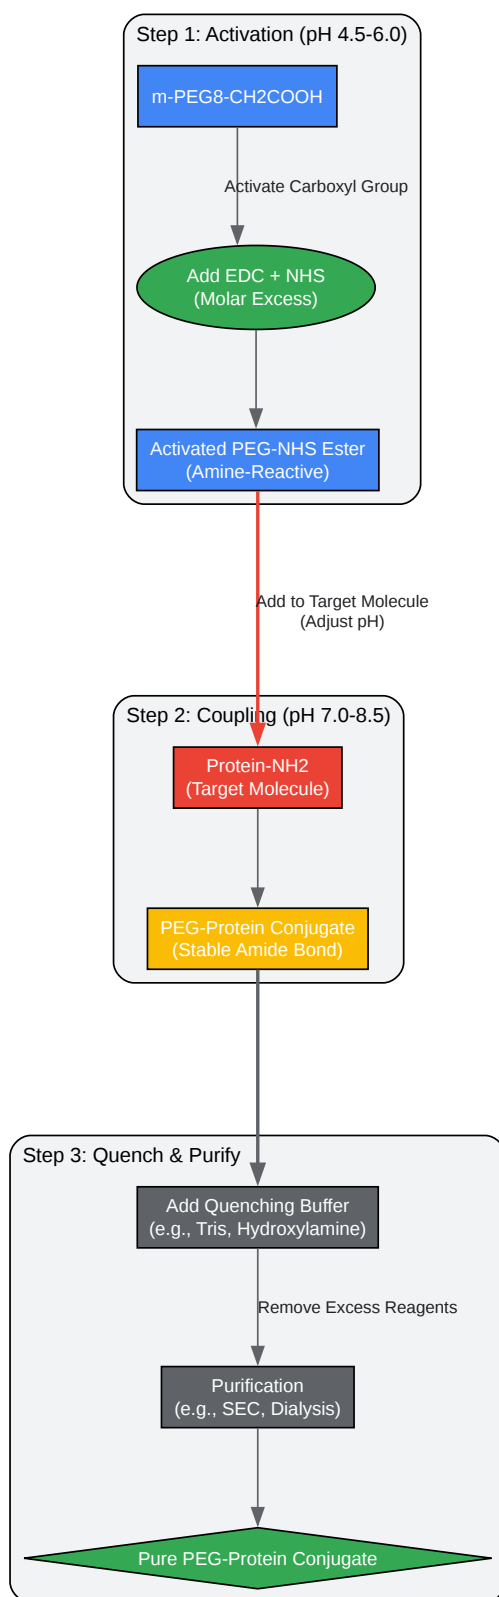 Step 1: Activation (pH 4.5-6.0)
m-PEG8-CH2COOH
Activate Carboxyl Group
Add EDC + NHS
(Molar Excess)
Activated PEG-NHS Ester
(Amine-Reactive)
Add to Target Molecule
(Adjust pH)
Step 2: Coupling (pH 7.0-8.5)
Protein-NH2
(Target Molecule)
PEG-Protein Conjugate
(Stable Amide Bond)
Step 3: Quench & Purify
Add Quenching Buffer
(e.g., Tris, Hydroxylamine)
Remove Excess Reagents
Purification
(e.g., SEC, Dialysis)
Pure PEG-Protein Conjugate